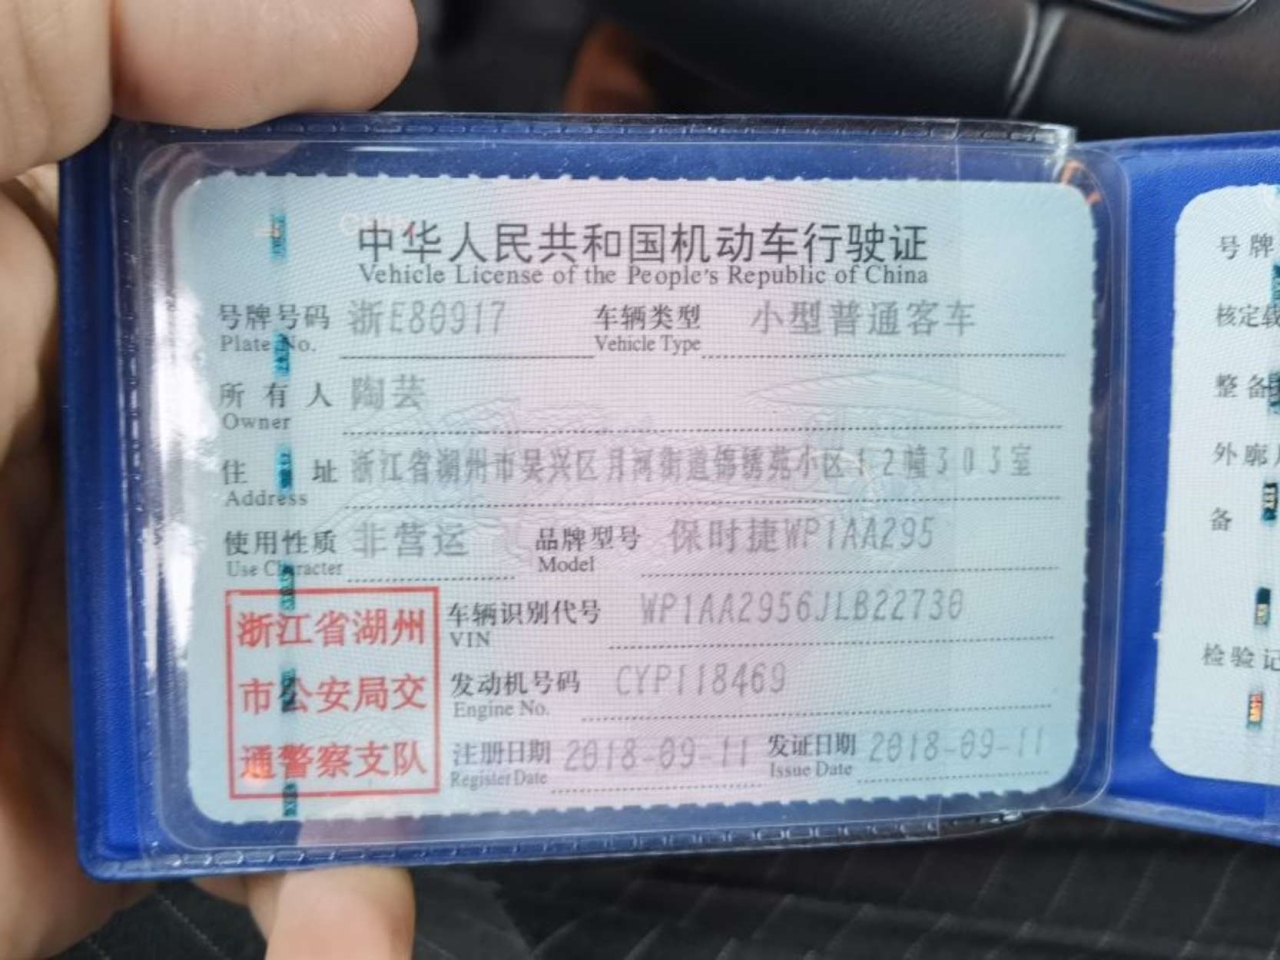 中华人民共和国机动车行驶证
Vehicle License of the People's Republic of China
号牌号码 浙E80917 车辆类型 小型普通客车
Plate No. Vehicle Type
所有人 陶芸
Owner
住址 浙江省湖州市吴兴区月河街道锦绣苑小区12幢303室
Address
使用性质 非营运 品牌型号 保时捷WP1AA295
Use Character Model
车辆识别代号 WP1AA2956JLB22730
VIN
发动机号码 CYP118469
Engine No.
注册日期 2018-09-11 发证日期 2018-09-11
Register Date Issue Date
浙江省湖州
市公安局交
通警察支队
号牌
核定载
整备
外廓
备
检验记